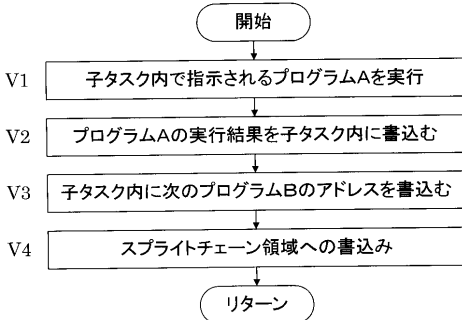 開始
V1 子タスク内で指示されるプログラムAを実行
V2 プログラムAの実行結果を子タスク内に書込む
V3 子タスク内に次のプログラムBのアドレスを書込む
V4 スプライトチェーン領域への書込み
リターン